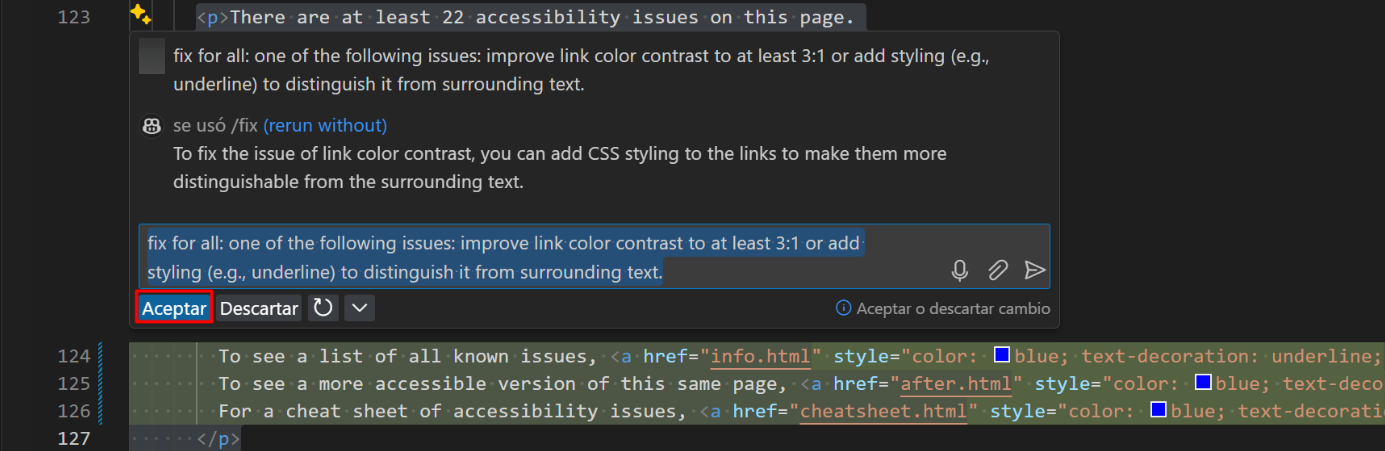 123 <p>There are at least 22 accessibility issues on this page.
fix for all: one of the following issues: improve link color contrast to at least 3:1 or add styling (e.g.,
underline) to distinguish it from surrounding text.
se usó /fix (rerun without)
To fix the issue of link color contrast, you can add CSS styling to the links to make them more
distinguishable from the surrounding text.
fix for all: one of the following issues: improve link color contrast to at least 3:1 or add
styling (e.g., underline) to distinguish it from surrounding text.
Aceptar Descartar Aceptar o descartar cambio
124 To see a list of all known issues, <a href="info.html" style="color: blue; text-decoration: underline;
125 To see a more accessible version of this same page, <a href="after.html" style="color: blue; text-deco
126 For a cheat sheet of accessibility issues, <a href="cheatsheet.html" style="color: blue; text-decorati
127 </p>